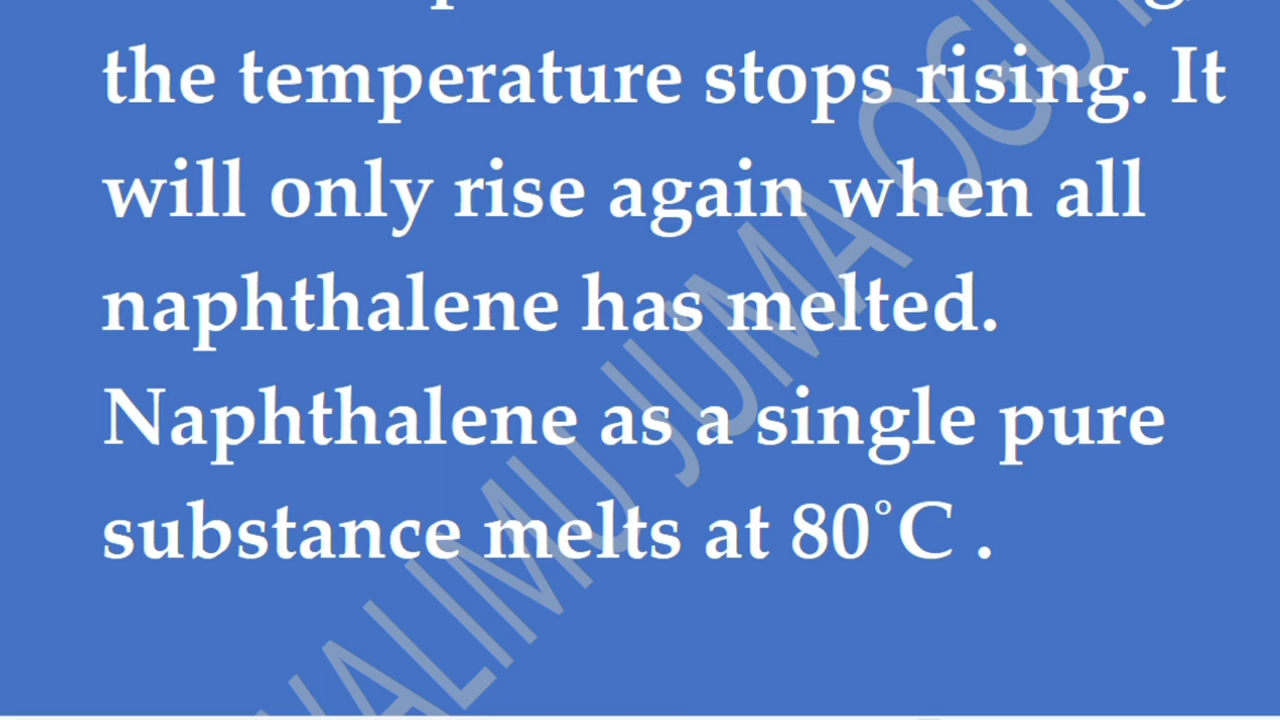 the temperature stops rising. It
will only rise again when all
naphthalene has melted.
Naphthalene as a single pure
substance melts at 80°C .
JUMA